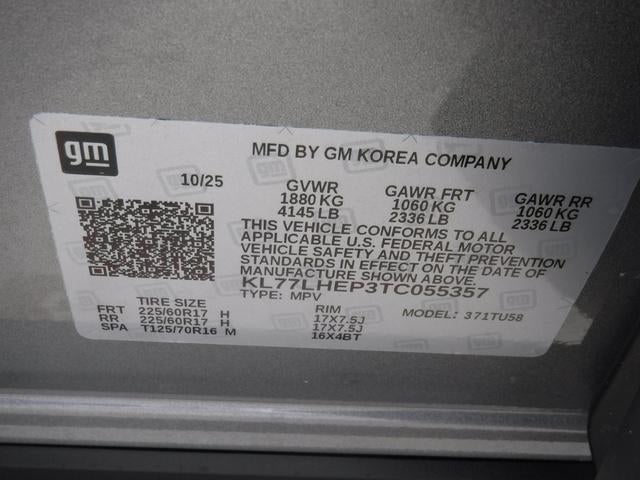 gm
MFD BY GM KOREA COMPANY
10/25 GVWR GAWR FRT GAWR RR
1880 KG 1060 KG 1060 KG
4145 LB 2336 LB 2336 LB
THIS VEHICLE CONFORMS TO ALL
APPLICABLE U.S. FEDERAL MOTOR
VEHICLE SAFETY AND THEFT PREVENTION
STANDARDS IN EFFECT ON THE DATE OF
MANUFACTURE SHOWN ABOVE.
KL77LHEP3TC055357
TYPE: MPV MODEL: 371TU58
TIRE SIZE RIM
FRT 225/60R17 H 17X7.5J
RR 225/60R17 H 17X7.5J
SPA T125/70R16 M 16X4BT